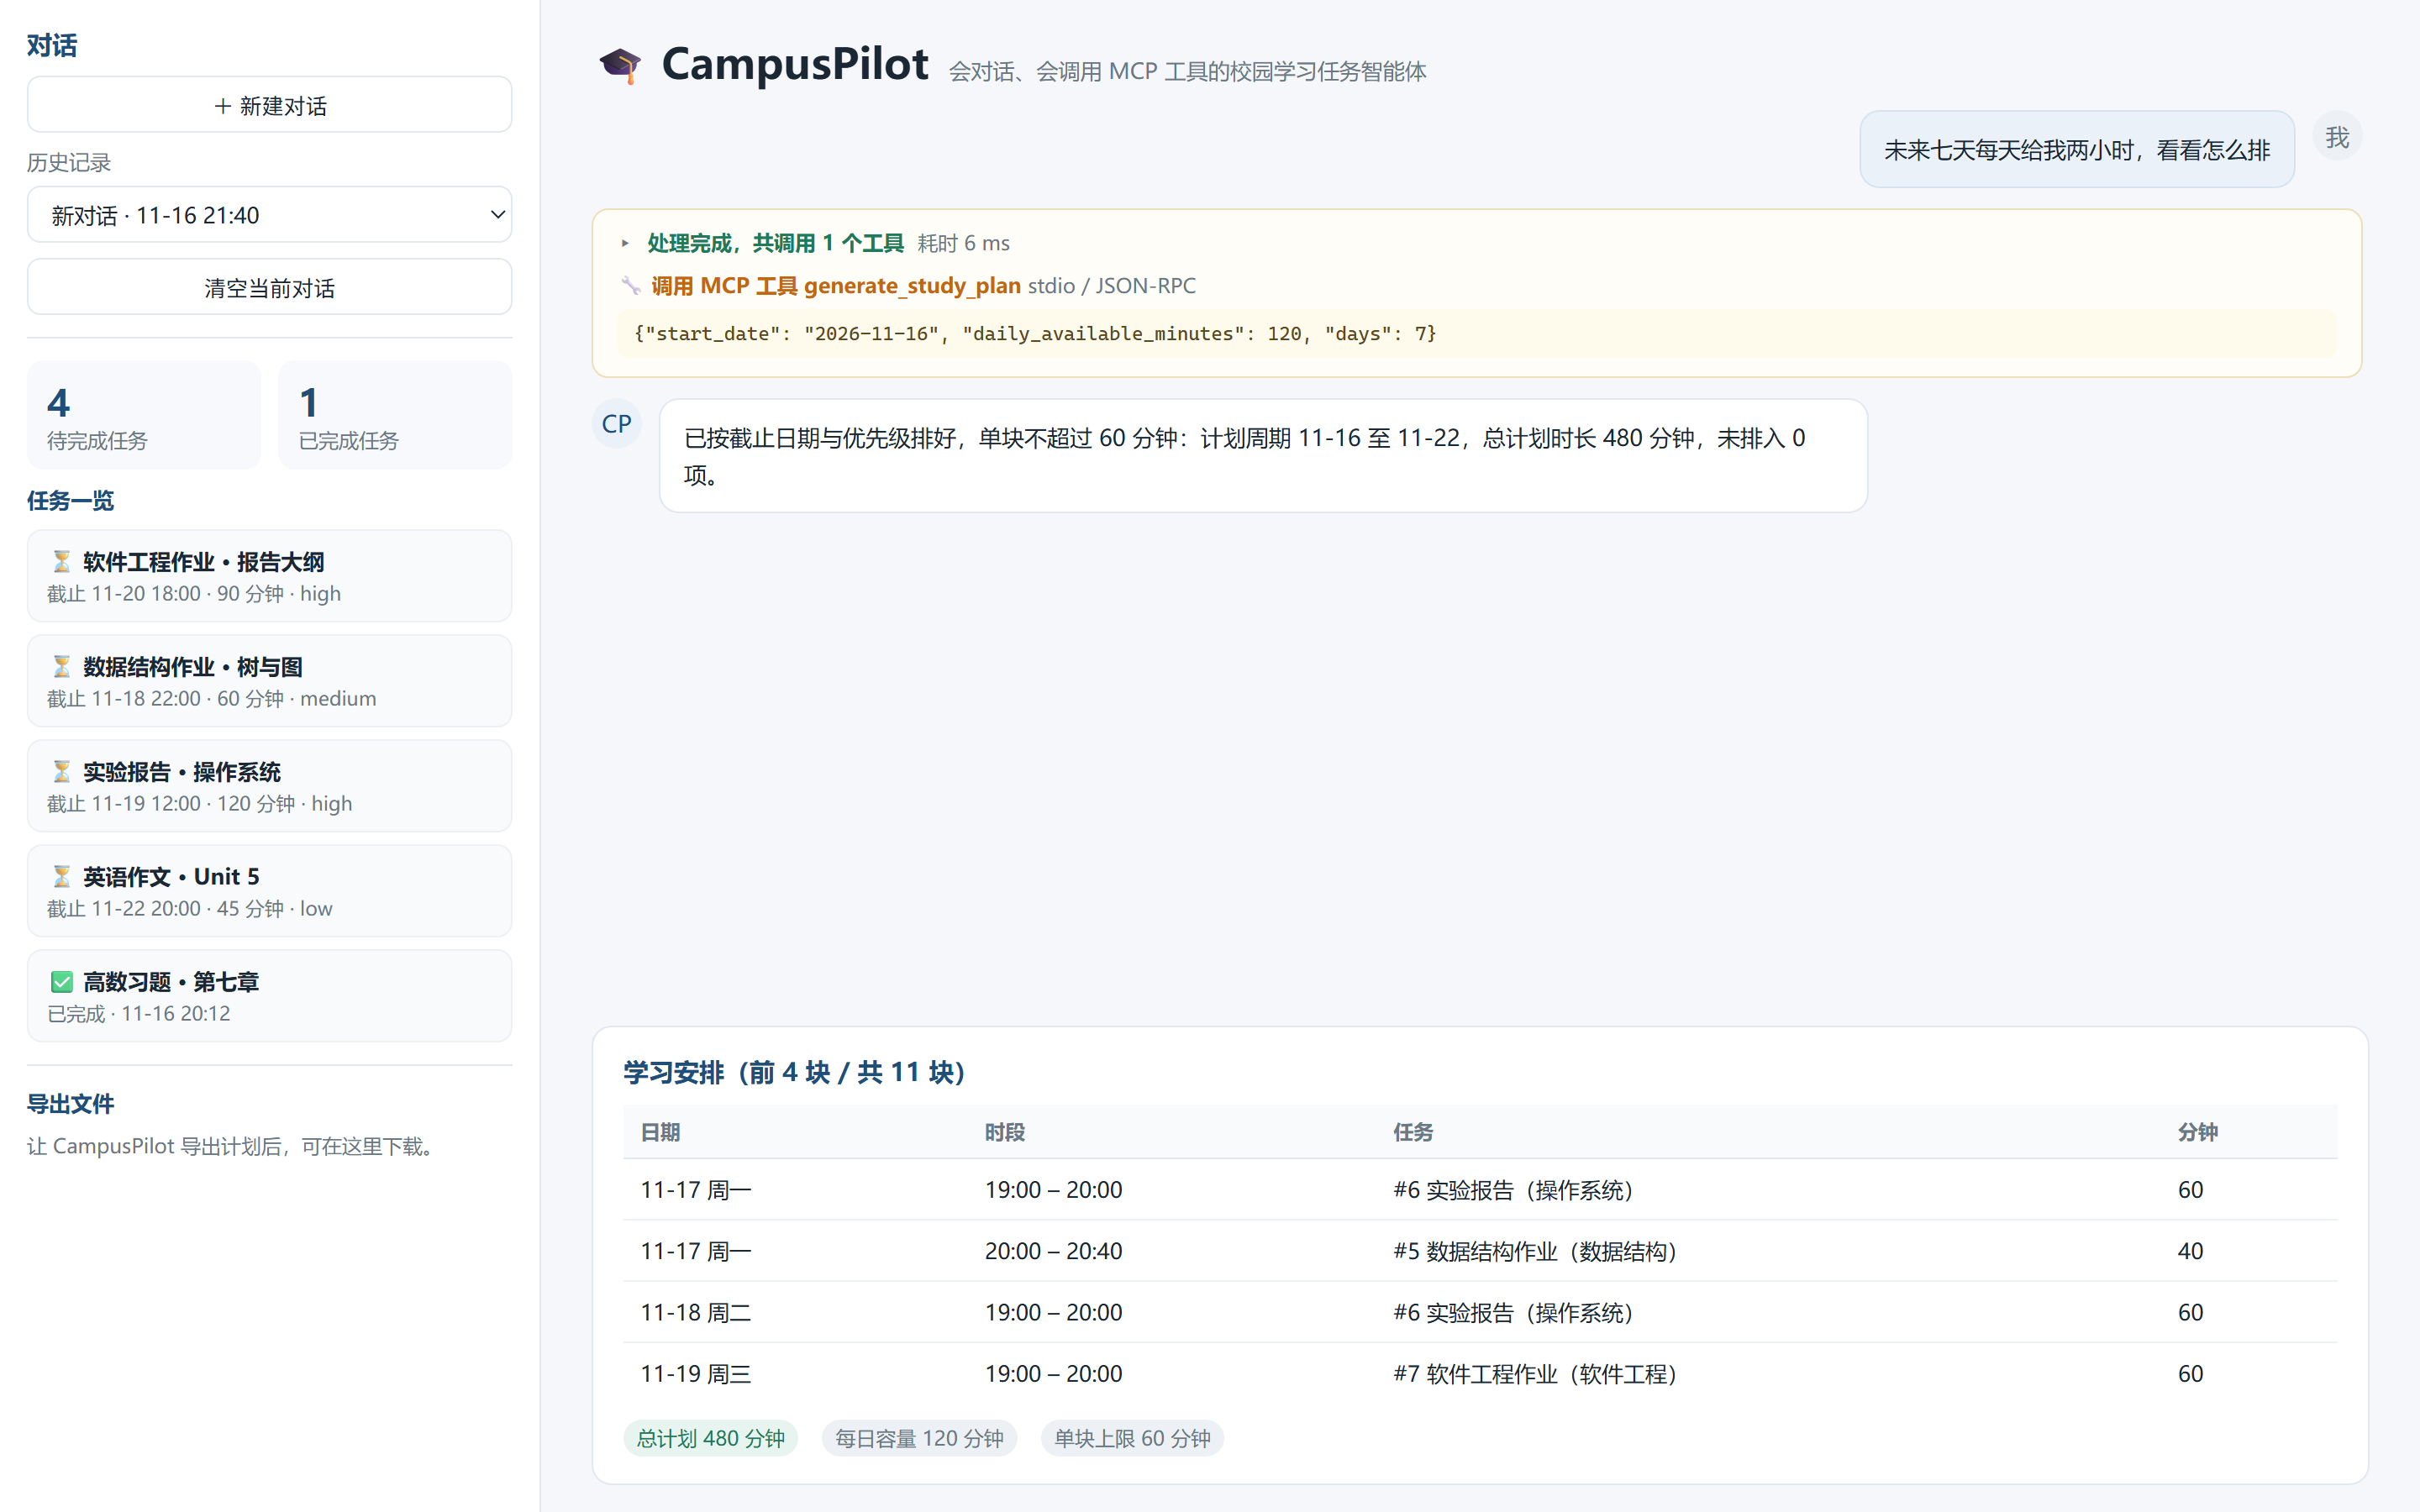 对话
＋ 新建对话
历史记录
新对话 · 11-16 21:40
清空当前对话
4
待完成任务
1
已完成任务
任务一览
⏳ 软件工程作业 • 报告大纲
截止 11-20 18:00 · 90 分钟 · high
⏳ 数据结构作业 • 树与图
截止 11-18 22:00 · 60 分钟 · medium
⏳ 实验报告 • 操作系统
截止 11-19 12:00 · 120 分钟 · high
⏳ 英语作文 • Unit 5
截止 11-22 20:00 · 45 分钟 · low
✅ 高数习题 • 第七章
已完成 · 11-16 20:12
导出文件
让 CampusPilot 导出计划后，可在这里下载。
🎓 CampusPilot 会对话、会调用 MCP 工具的校园学习任务智能体
未来七天每天给我两小时，看看怎么排
我
▸ 处理完成，共调用 1 个工具 耗时 6 ms
🔧 调用 MCP 工具 generate_study_plan stdio / JSON-RPC
{"start_date": "2026-11-16", "daily_available_minutes": 120, "days": 7}
CP
已按截止日期与优先级排好，单块不超过 60 分钟：计划周期 11-16 至 11-22，总计划时长 480 分钟，未排入 0
项。
学习安排（前 4 块 / 共 11 块）
日期 时段 任务 分钟
11-17 周一 19:00 – 20:00 #6 实验报告（操作系统） 60
11-17 周一 20:00 – 20:40 #5 数据结构作业（数据结构） 40
11-18 周二 19:00 – 20:00 #6 实验报告（操作系统） 60
11-19 周三 19:00 – 20:00 #7 软件工程作业（软件工程） 60
总计划 480 分钟 每日容量 120 分钟 单块上限 60 分钟